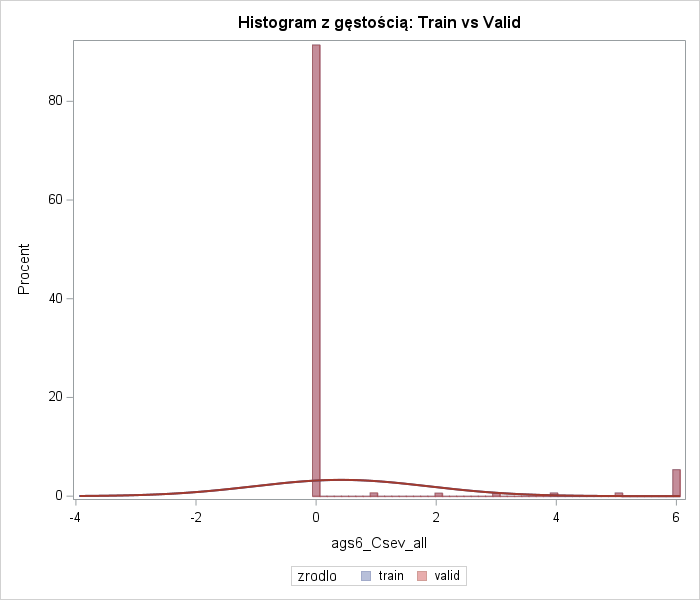 Histogram z gęstością: Train vs Valid
80
60
40
20
0
Procent
-4 -2 0 2 4 6
ags6_Csev_all
zrodlo train valid